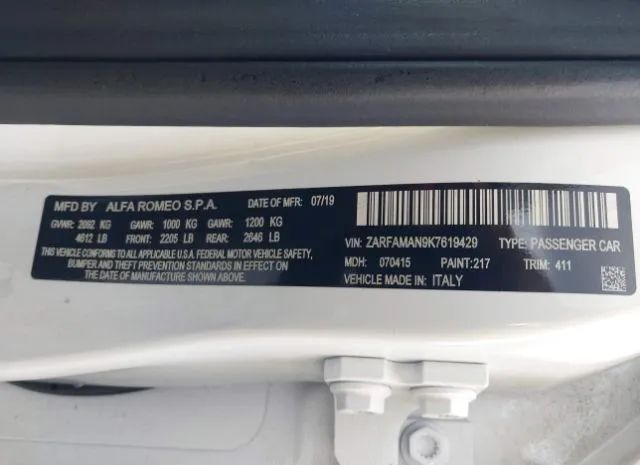 MFD BY ALFA ROMEO S.P.A. DATE OF MFR: 07/19
GVWR: 2092 KG GAWR: 1000 KG GAWR: 1200 KG
4612 LB FRONT: 2205 LB REAR: 2646 LB
THIS VEHICLE CONFORMS TO ALL APPLICABLE U.S.A. FEDERAL MOTOR VEHICLE SAFETY,
BUMPER AND THEFT PREVENTION STANDARDS IN EFFECT ON
THE DATE OF MANUFACTURE SHOWN ABOVE.
VIN: ZARFAMAN9K7619429 TYPE: PASSENGER CAR
MDH: 070415 PAINT:217 TRIM: 411
VEHICLE MADE IN: ITALY